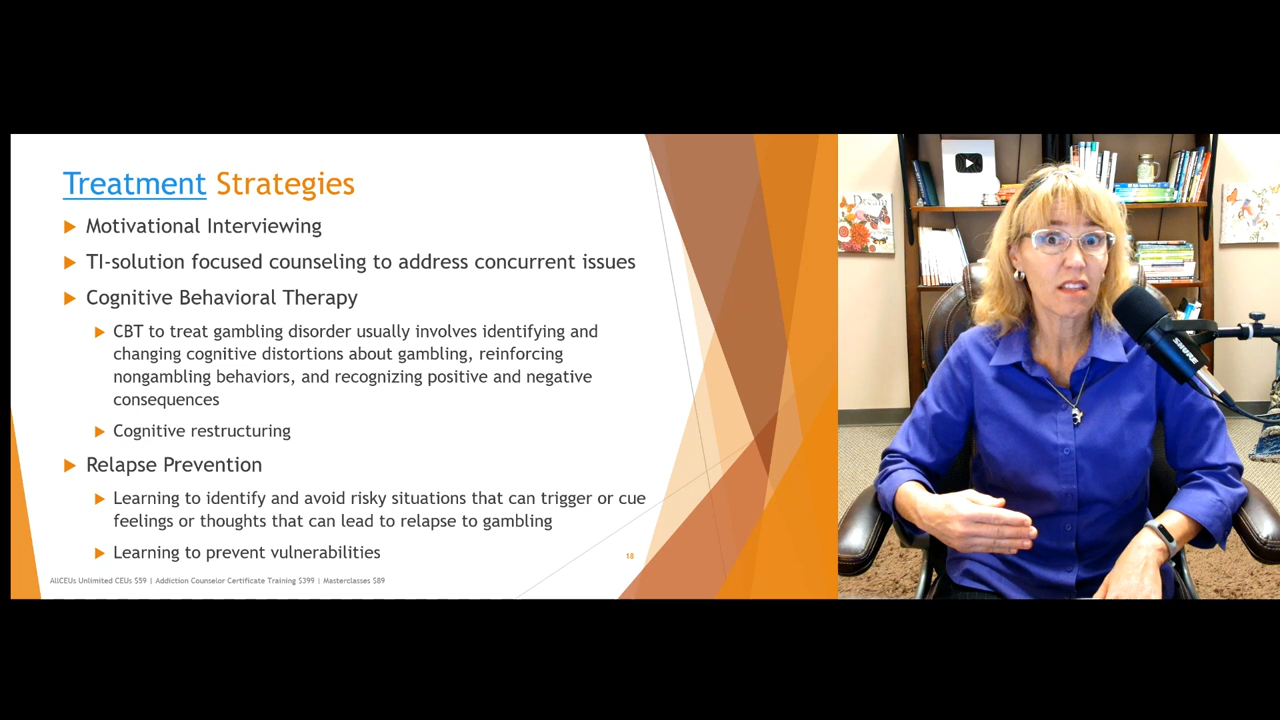 Treatment Strategies
Motivational Interviewing
TI-solution focused counseling to address concurrent issues
Cognitive Behavioral Therapy
CBT to treat gambling disorder usually involves identifying and
changing cognitive distortions about gambling, reinforcing
nongambling behaviors, and recognizing positive and negative
consequences
Cognitive restructuring
Relapse Prevention
Learning to identify and avoid risky situations that can trigger or cue
feelings or thoughts that can lead to relapse to gambling
Learning to prevent vulnerabilities
18
AllCEUs Unlimited CEUs $59 | Addiction Counselor Certificate Training $399 | Masterclasses $89
SHURE